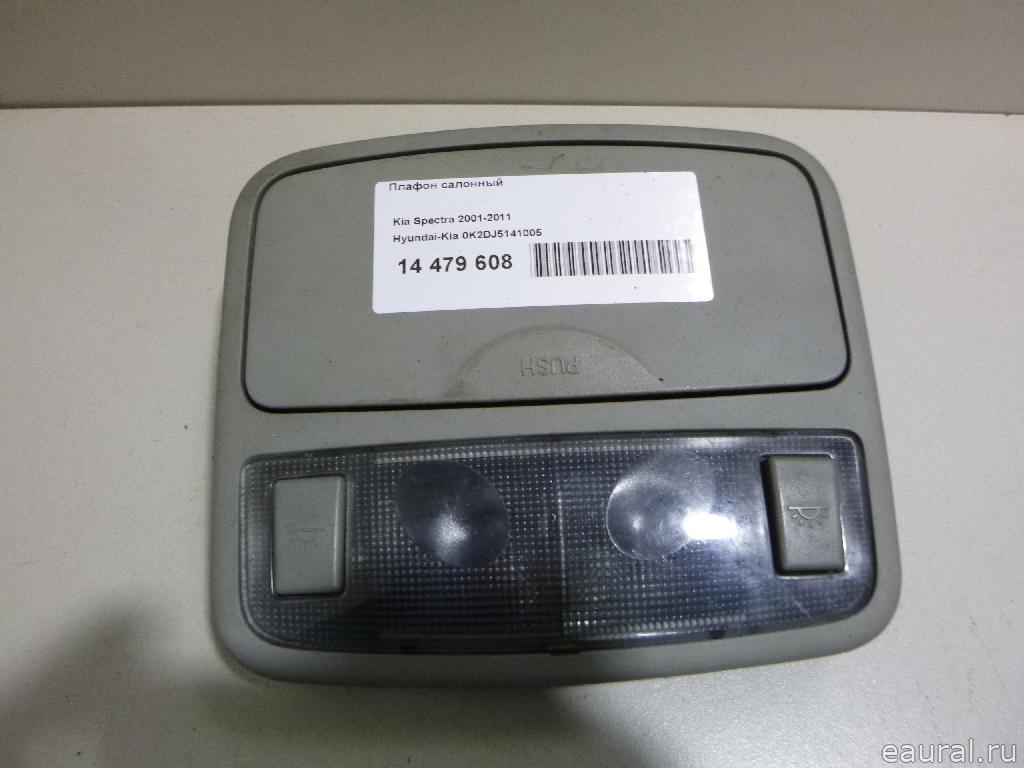 Плафон салонный
Kia Spectra 2001-2011
Hyundai-Kia 0K2DJ5141005
14 479 608
PUSH
eaural.ru